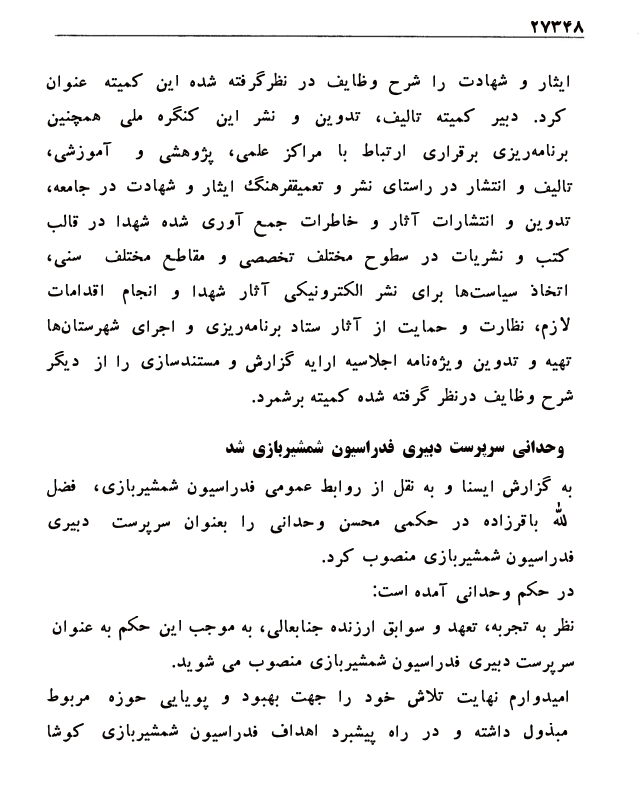 ۲۷۳۴۸
ایثار و شهادت را شرح وظایف در نظرگرفته شده این کمیته عنوان
کرد. دبیر کمیته تالیف، تدوین و نشر این کنگره ملی همچنین
برنامه‌ریزی برقراری ارتباط با مراکز علمی، پژوهشی و آموزشی،
تالیف و انتشار در راستای نشر و تعمیقفرهنگ ایثار و شهادت در جامعه،
تدوین و انتشارات آثار و خاطرات جمع آوری شده شهدا در قالب
کتب و نشریات در سطوح مختلف تخصصی و مقاطع مختلف سنی،
اتخاذ سیاست‌ها برای نشر الکترونیکی آثار شهدا و انجام اقدامات
لازم، نظارت و حمایت از آثار ستاد برنامه‌ریزی و اجرای شهرستان‌ها
تهیه و تدوین ویژه‌نامه اجلاسیه ارایه گزارش و مستندسازی را از دیگر
شرح وظایف درنظر گرفته شده کمیته برشمرد.
وحدانی سرپرست دبیری فدراسیون شمشیربازی شد
به گزارش ایسنا و به نقل از روابط عمومی فدراسیون شمشیربازی، فضل
لله باقرزاده در حکمی محسن وحدانی را بعنوان سرپرست دبیری
فدراسیون شمشیربازی منصوب کرد.
در حکم وحدانی آمده است:
نظر به تجربه، تعهد و سوابق ارزنده جنابعالی، به موجب این حکم به عنوان
سرپرست دبیری فدراسیون شمشیربازی منصوب می شوید.
امیدوارم نهایت تلاش خود را جهت بهبود و پویایی حوزه مربوط
مبذول داشته و در راه پیشبرد اهداف فدراسیون شمشیربازی کوشا